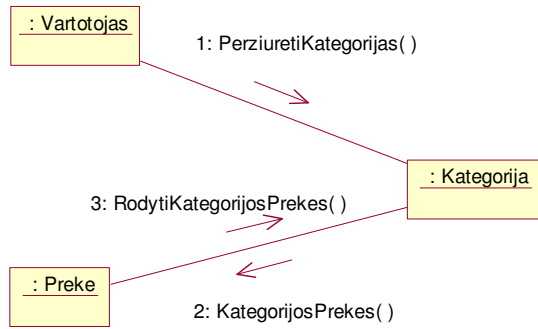 : Vartotojas
1: PerziuretiKategorijas( )
: Kategorija
3: RodytiKategorijosPrekes( )
: Preke
2: KategorijosPrekes( )